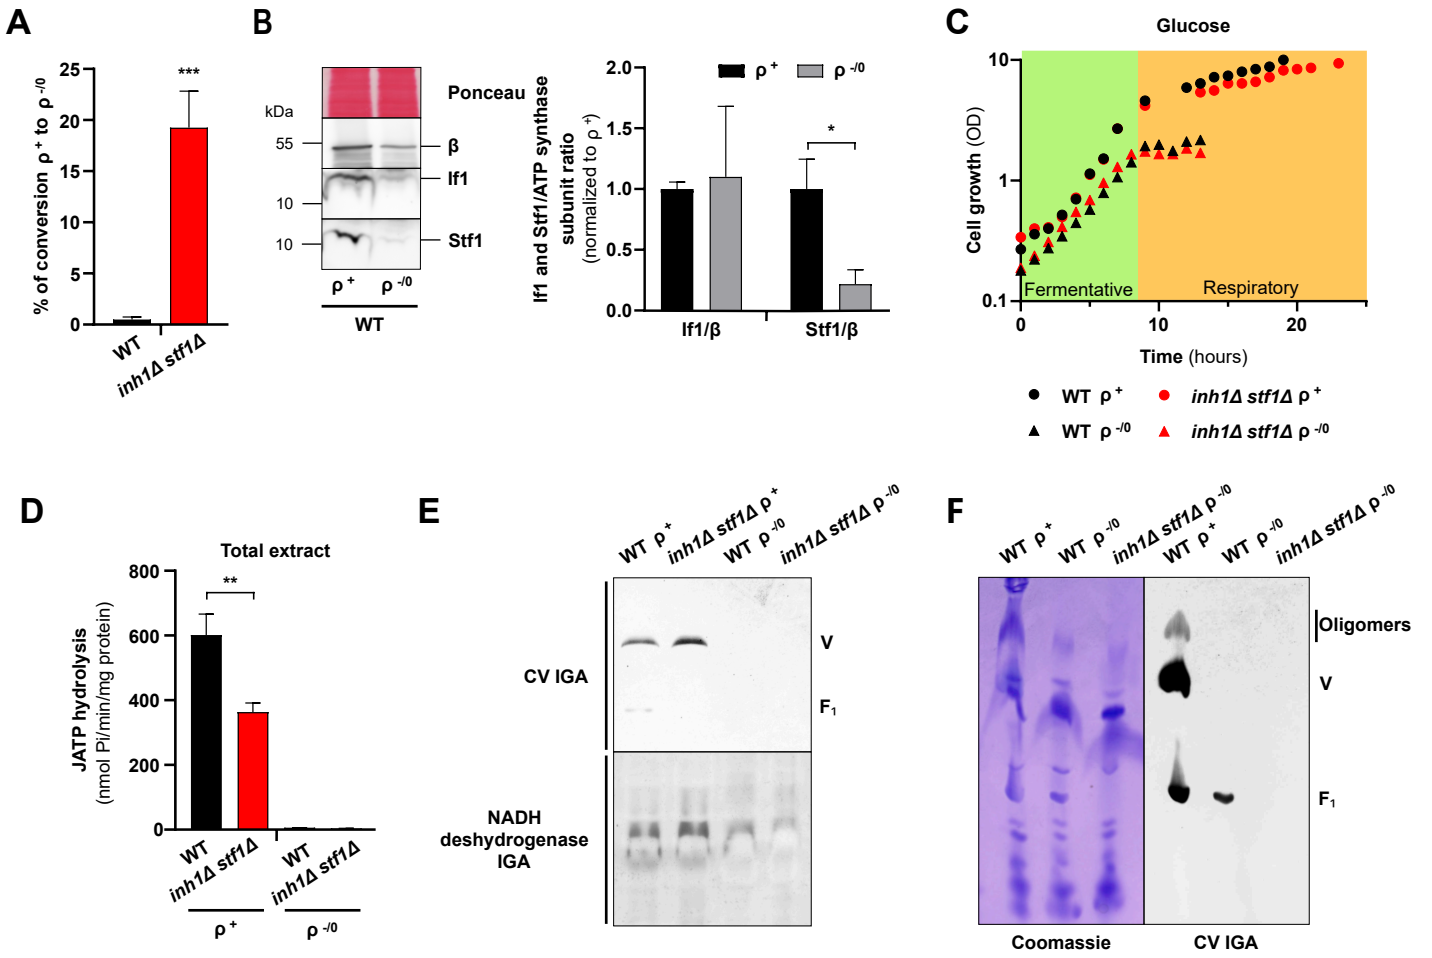 A
% of conversion ρ+ to ρ-/0
25
20
15
10
5
0
***
WT
inh1Δ stf1Δ
B
kDa
55
10
10
Ponceau
β
If1
Stf1
ρ+ ρ-/0
WT
If1 and Stf1/ATP synthase
subunit ratio
(normalized to ρ+)
2.0
1.5
1.0
0.5
0.0
ρ+ ρ-/0
*
If1/β Stf1/β
C
Glucose
Cell growth (OD)
10
1
0.1
Fermentative Respiratory
0 10 20
Time (hours)
WT ρ+ inh1Δ stf1Δ ρ+
WT ρ-/0 inh1Δ stf1Δ ρ-/0
D
Total extract
JATP hydrolysis
(nmol Pi/min/mg protein)
800
600
400
200
0
**
WT
inh1Δ stf1Δ
WT
inh1Δ stf1Δ
ρ+ ρ-/0
E
WT ρ+
inh1Δ stf1Δ ρ+
WT ρ-/0
inh1Δ stf1Δ ρ-/0
CV IGA
V
F1
NADH
deshydrogenase
IGA
F
WT ρ+
WT ρ-/0
inh1Δ stf1Δ ρ-/0
WT ρ+
WT ρ-/0
inh1Δ stf1Δ ρ-/0
Oligomers
V
F1
Coomassie CV IGA